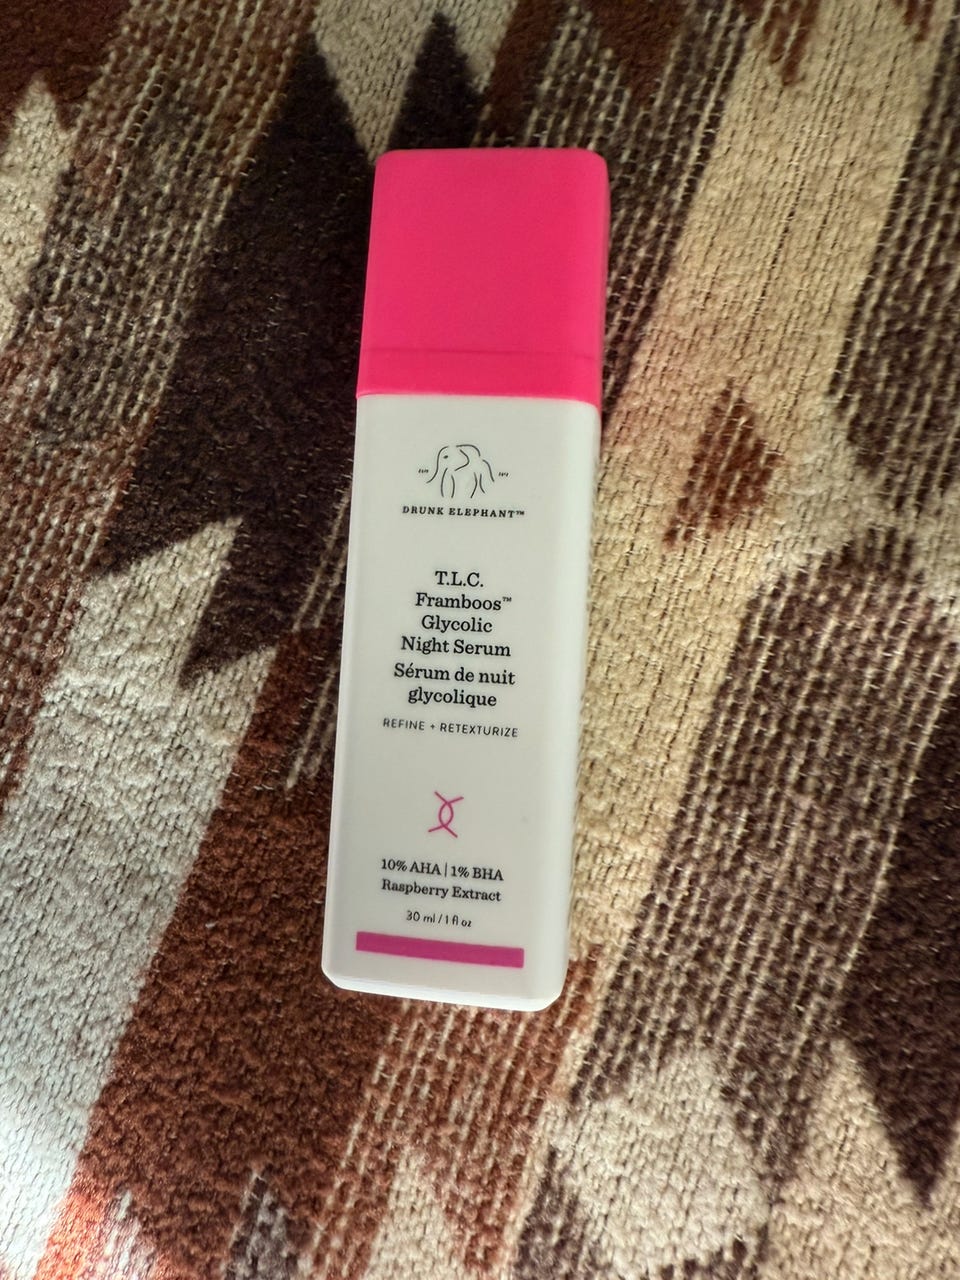 DRUNK ELEPHANT™
T.L.C.
Framboos™
Glycolic
Night Serum
Sérum de nuit
glycolique
REFINE + RETEXTURIZE
10% AHA | 1% BHA
Raspberry Extract
30 ml / 1 fl oz